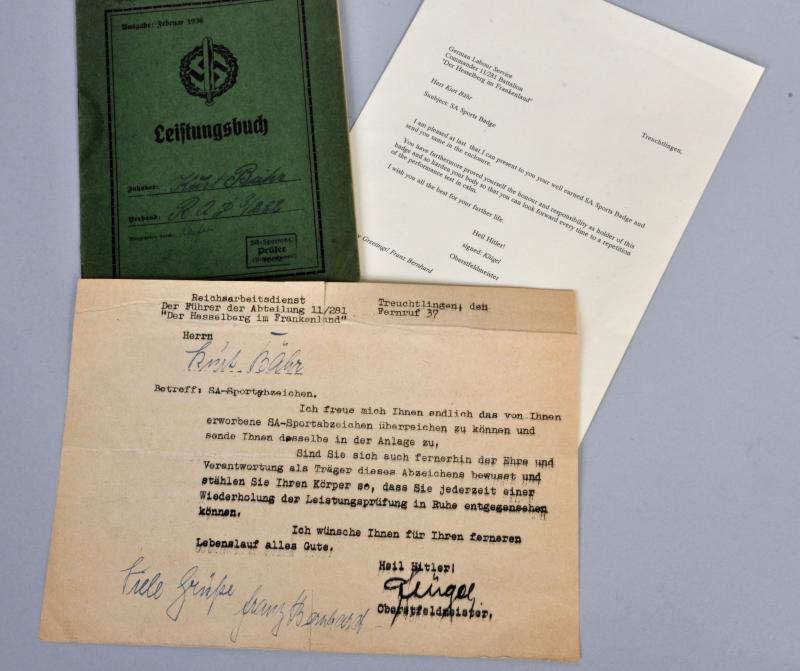 Ausgabe: Februar 1936
Leistungsbuch
Inhaber: Kurt Bähr
Verband: R A D
SA-Sportabz.
Prüfer
German Labour Service
Commander 11/281 Battalion
"Der Hesselberg im Frankenland"
Herr Kurt Bähr
Subject: SA Sports Badge
Treuchtlingen,
I am pleased at last that I can present to you your well earned SA Sports Badge and
send you same in the enclosure.
You have furthermore proved yourself the honour and responsibility as holder of this
badge and so harden your body so that you can look forward every time to a repetition
of the performance test in calm.
I wish you all the best for your further life.
Heil Hitler!
signed: Klügel
Oberstfeldmeister
Greetings! Franz Bernhard
Reichsarbeitsdienst
Der Führer der Abteilung 11/281
"Der Hesselberg im Frankenland"
Treuchtlingen, den
Fernruf 37
Herrn
Kurt Bähr
Betreff: SA-Sportabzeichen.
Ich freue mich Ihnen endlich das von Ihnen
erworbene SA-Sportabzeichen überreichen zu können und
sende Ihnen dasselbe in der Anlage zu.
Sind Sie sich auch fernerhin der Ehre und
Verantwortung als Träger dieses Abzeichens bewusst und
stählen Sie Ihren Körper so, dass Sie jederzeit einer
Wiederholung der Leistungsprüfung in Ruhe entgegensehen
können.
Ich wünsche Ihnen für Ihren ferneren
Lebenslauf alles Gute.
Heil Hitler!
Oberstfeldmeister.
Viele Grüße
Franz Bernhard